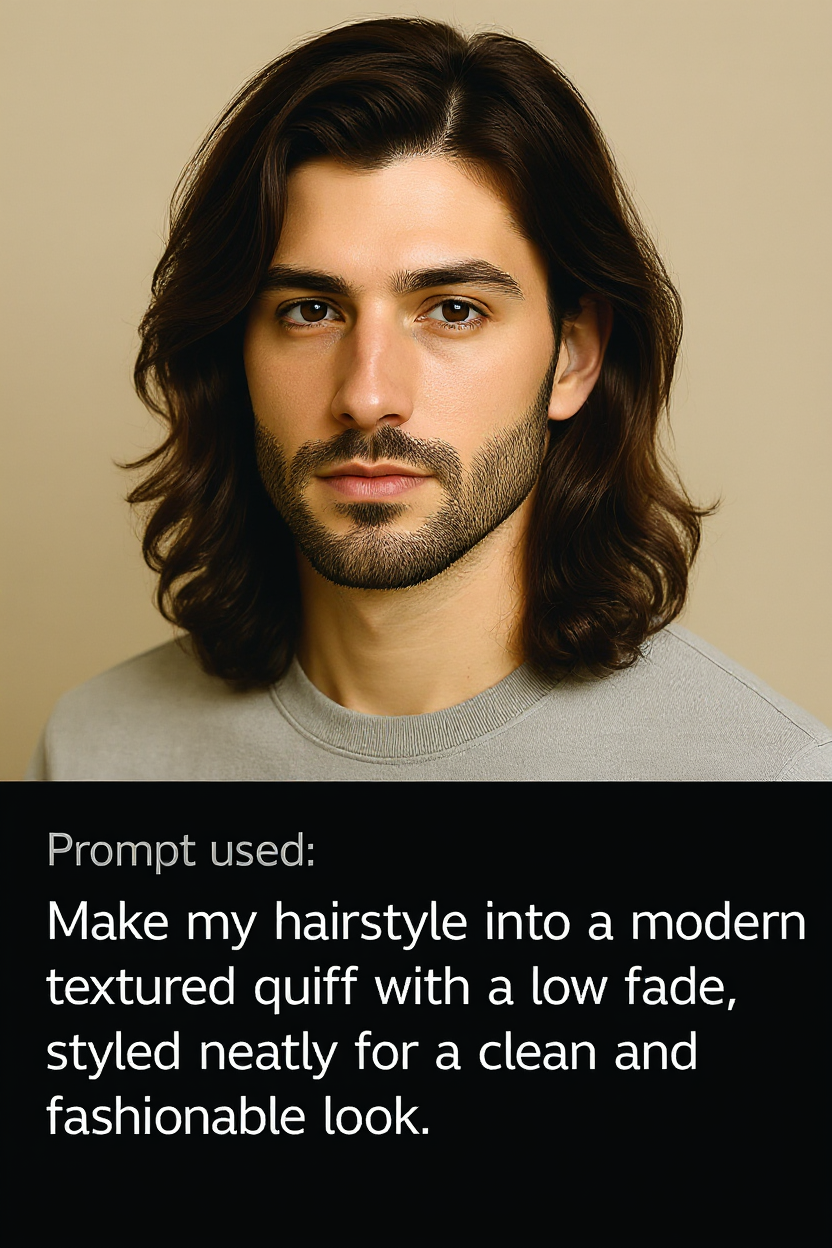 Prompt used:
Make my hairstyle into a modern
textured quiff with a low fade,
styled neatly for a clean and
fashionable look.